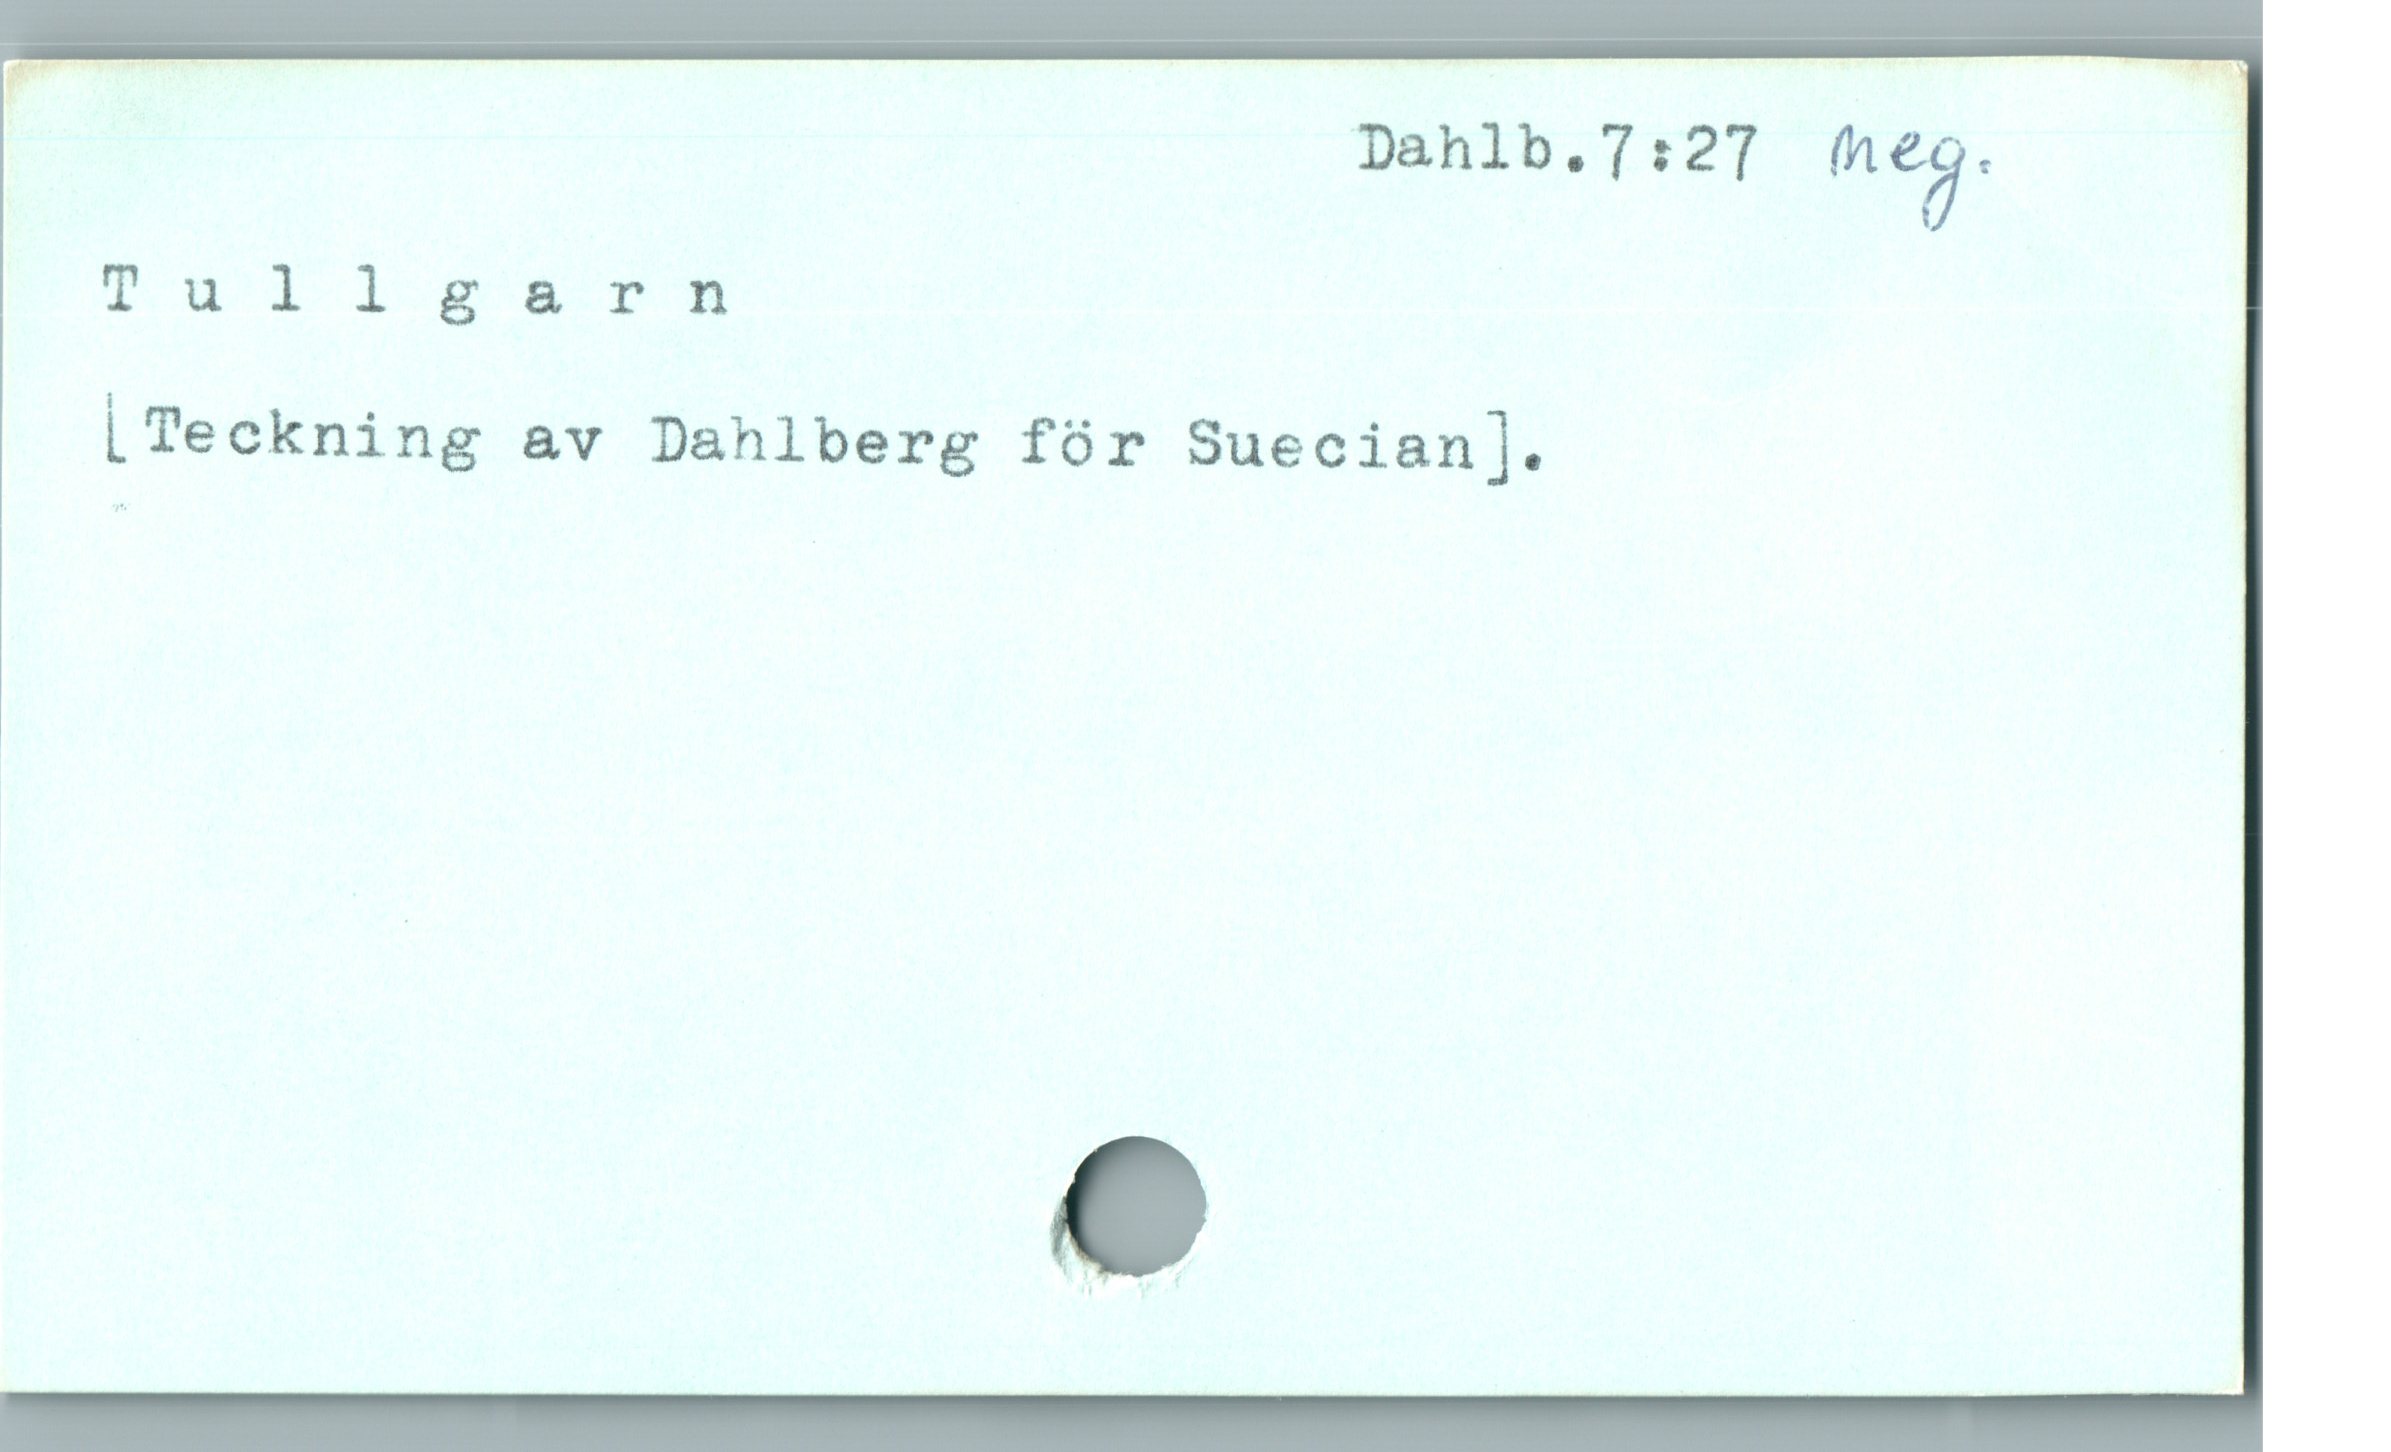 Dahlb.7:27 neg.
T u l l g a r n
[Teckning av Dahlberg för Suecian].